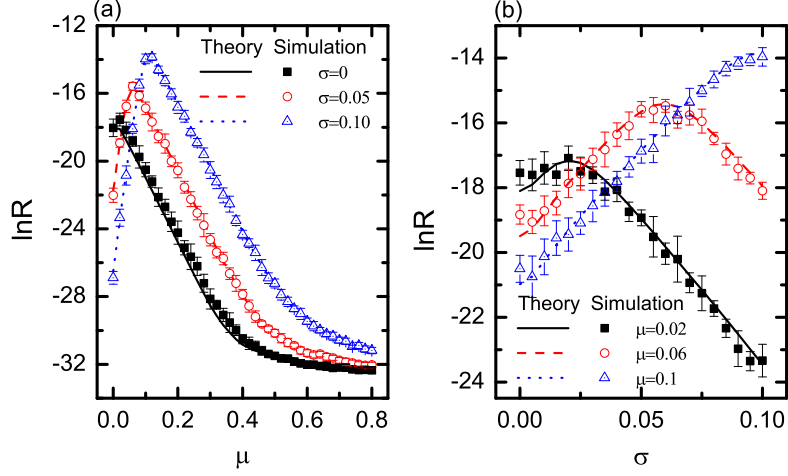 (a)
-12
-16
-20
-24
-28
-32
lnR
Theory Simulation
σ=0
σ=0.05
σ=0.10
0.0 0.2 0.4 0.6 0.8
μ
(b)
-14
-16
-18
-20
-22
-24
lnR
Theory Simulation
μ=0.02
μ=0.06
μ=0.1
0.00 0.05 0.10
σ